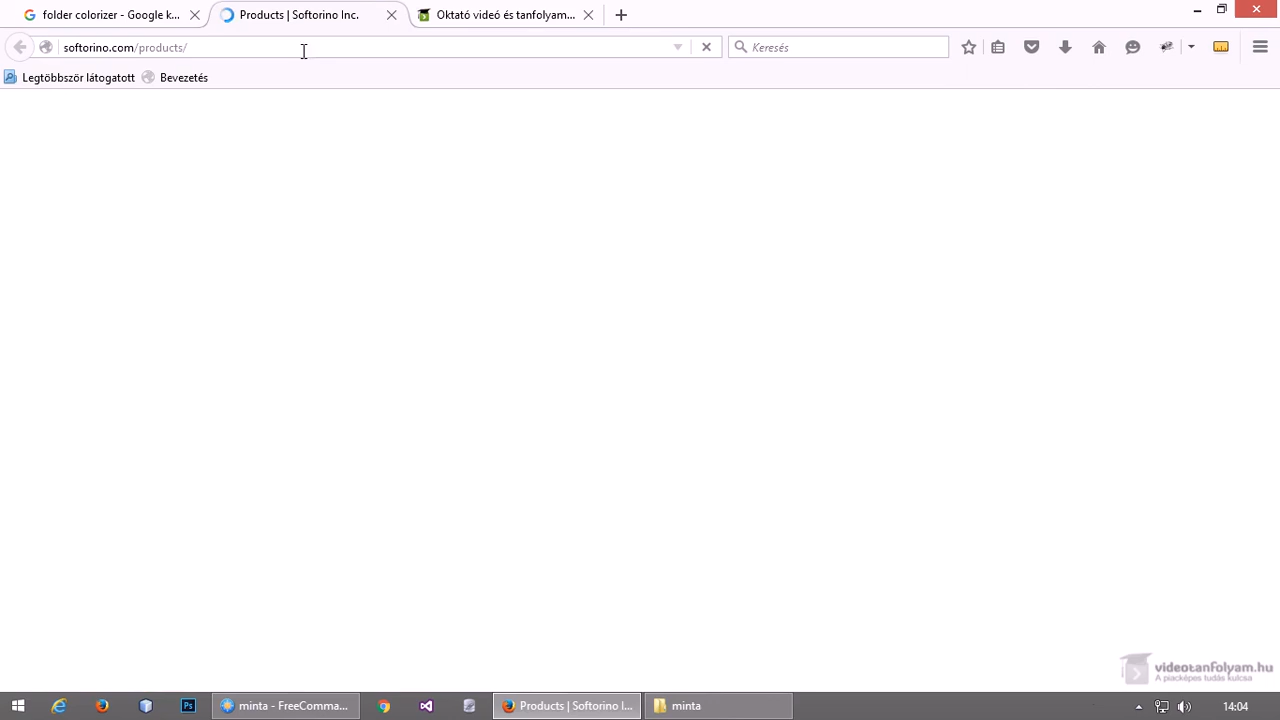 folder colorizer - Google k...
Products | Softorino Inc.
Oktató videó és tanfolyam...
softorino.com/products/
Keresés
Legtöbbször látogatott
Bevezetés
videotanfolyam.hu
A piacképes tudás kulcsa
Ps
minta - FreeComma...
Products | Softorino I...
minta
14:04